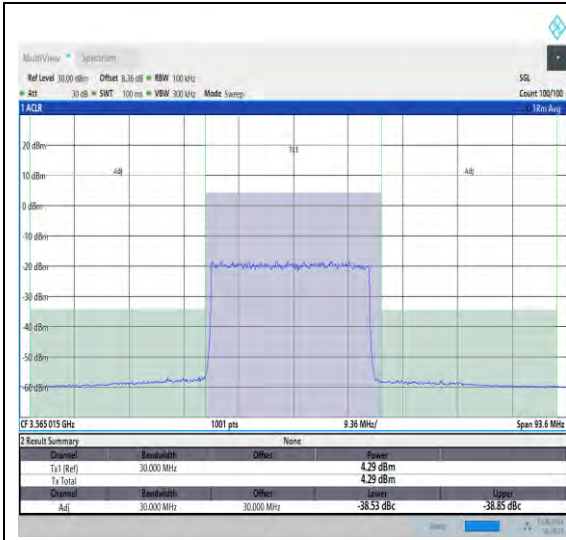 MultiView Spectrum
Ref Level 30.00 dBm Offset 8.36 dB RBW 100 kHz SGL
Att 30 dB SWT 100 ms VBW 300 kHz Mode Sweep Count 100/100
1 ACLR 1Rm Avg
20 dBm
Tx1
10 dBm Adj Adj
0 dBm
-10 dBm
-20 dBm
-30 dBm
-40 dBm
-50 dBm
-60 dBm
CF 3.565 015 GHz 1001 pts 9.36 MHz/ Span 93.6 MHz
2 Result Summary None
Channel Bandwidth Offset Power
Tx1 (Ref) 30.000 MHz 4.29 dBm
Tx Total 4.29 dBm
Channel Bandwidth Offset Lower Upper
Adj 30.000 MHz 30.000 MHz -38.53 dBc -38.85 dBc